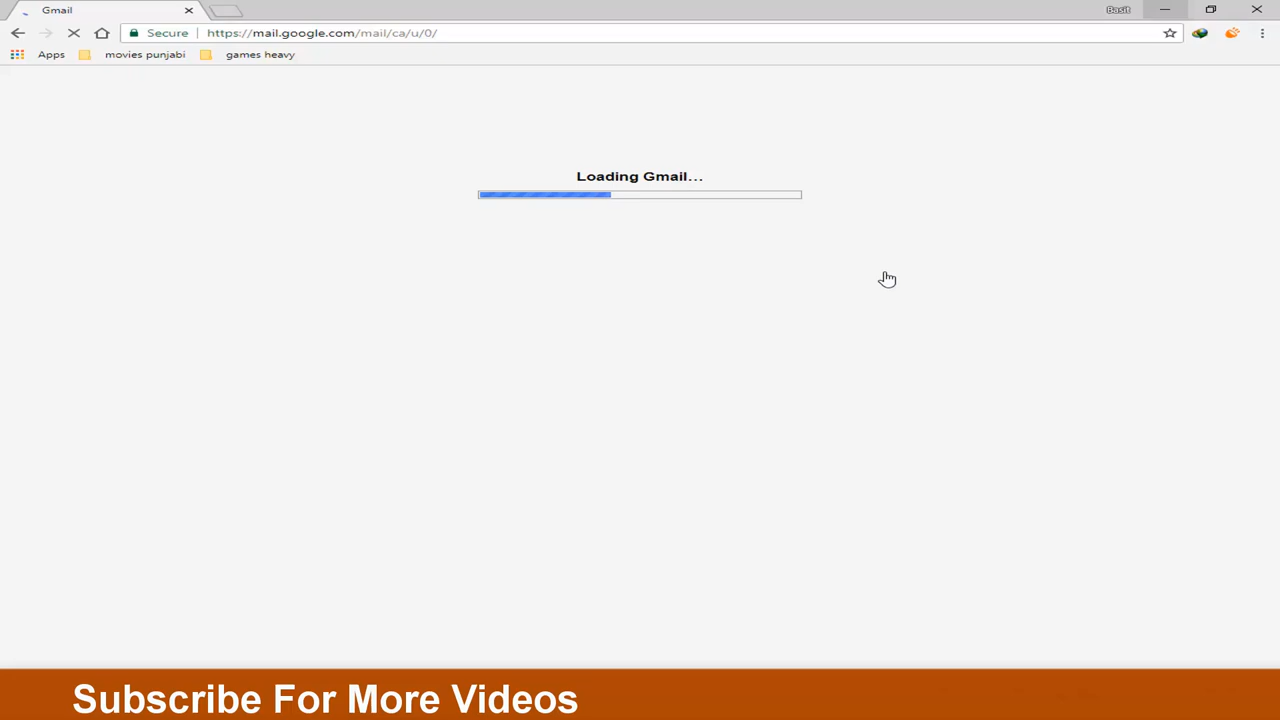 Gmail
Basit
Secure https://mail.google.com/mail/ca/u/0/
Apps movies punjabi games heavy
Loading Gmail...
Subscribe For More Videos